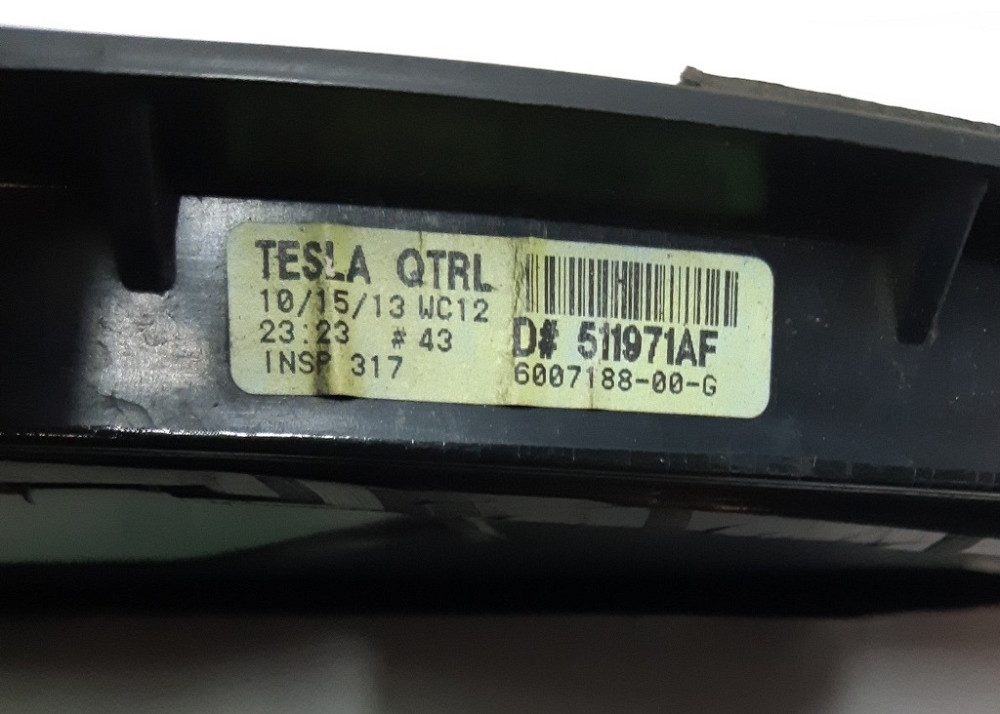 TESLA QTRL
10/15/13 WC12
23:23 # 43
INSP 317
D# 511971AF
6007188-00-G